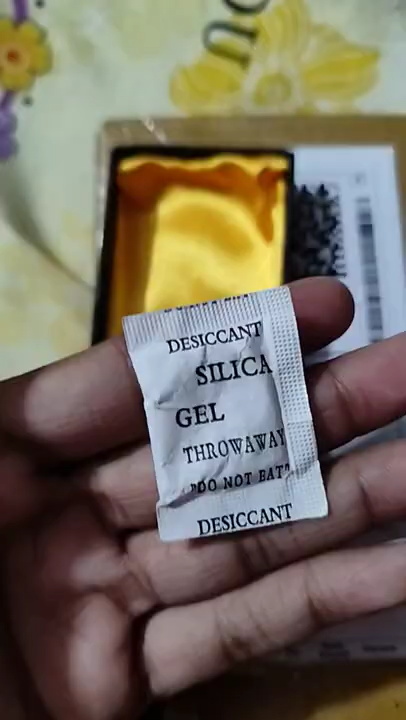 DESICCANT
SILICA
GEL
THROWAWAY
"DO NOT EAT"
DESICCANT